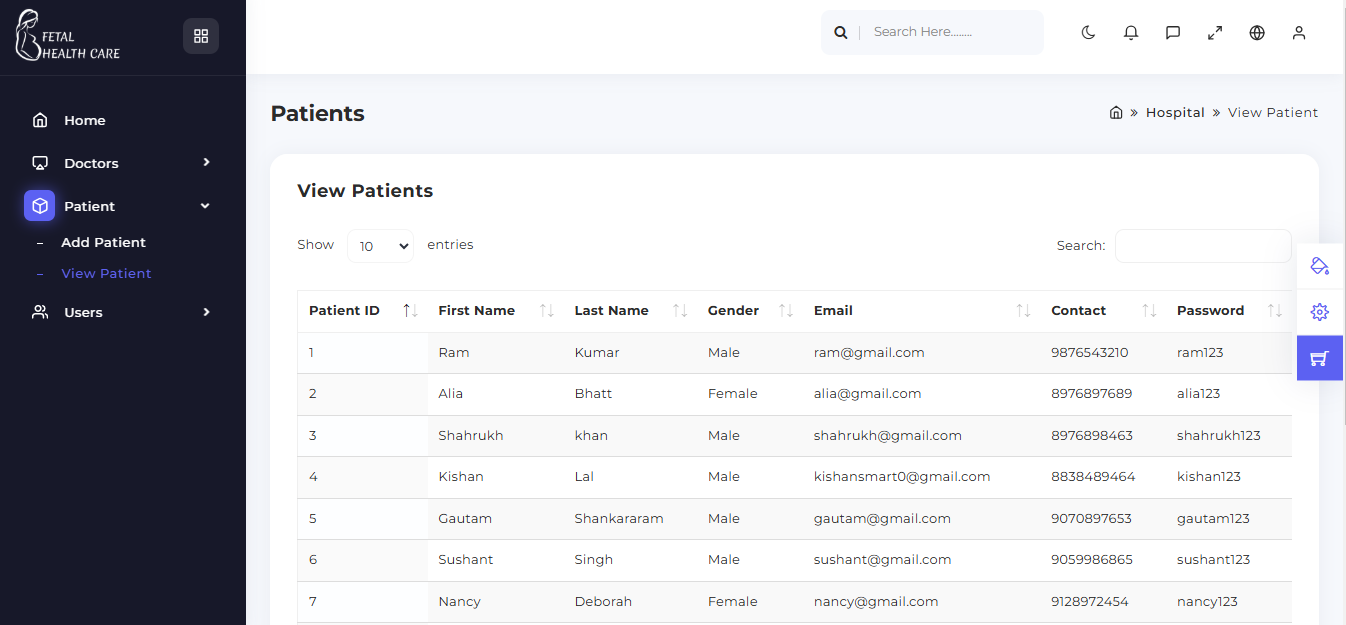 FETAL
HEALTH CARE
Search Here........
Home
Doctors
Patient
– Add Patient
– View Patient
Users
Patients
» Hospital » View Patient
View Patients
Show 10 entries
Search:
Patient ID First Name Last Name Gender Email Contact Password
1 Ram Kumar Male ram@gmail.com 9876543210 ram123
2 Alia Bhatt Female alia@gmail.com 8976897689 alia123
3 Shahrukh khan Male shahrukh@gmail.com 8976898463 shahrukh123
4 Kishan Lal Male kishansmart0@gmail.com 8838489464 kishan123
5 Gautam Shankararam Male gautam@gmail.com 9070897653 gautam123
6 Sushant Singh Male sushant@gmail.com 9059986865 sushant123
7 Nancy Deborah Female nancy@gmail.com 9128972454 nancy123